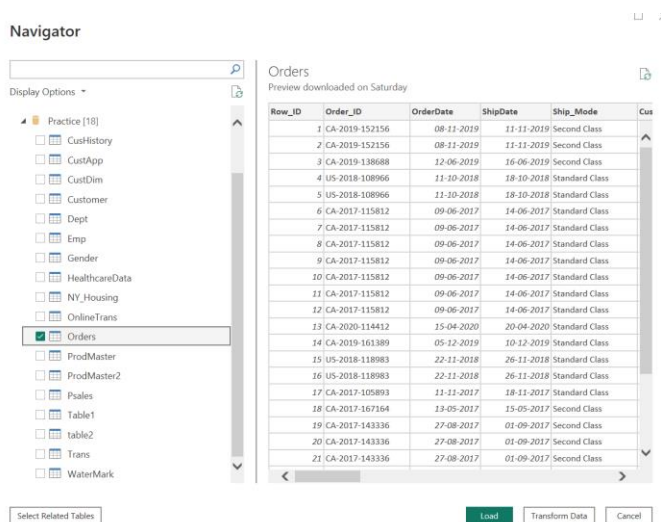 Navigator
Display Options
Practice [18]
CusHistory
CustApp
CustDim
Customer
Dept
Emp
Gender
HealthcareData
NY_Housing
OnlineTrans
Orders
ProdMaster
ProdMaster2
Psales
Table1
table2
Trans
WaterMark
Orders
Preview downloaded on Saturday
Row_ID Order_ID OrderDate ShipDate Ship_Mode Cus
1 CA-2019-152156 08-11-2019 11-11-2019 Second Class
2 CA-2019-152156 08-11-2019 11-11-2019 Second Class
3 CA-2019-138688 12-06-2019 16-06-2019 Second Class
4 US-2018-108966 11-10-2018 18-10-2018 Standard Class
5 US-2018-108966 11-10-2018 18-10-2018 Standard Class
6 CA-2017-115812 09-06-2017 14-06-2017 Standard Class
7 CA-2017-115812 09-06-2017 14-06-2017 Standard Class
8 CA-2017-115812 09-06-2017 14-06-2017 Standard Class
9 CA-2017-115812 09-06-2017 14-06-2017 Standard Class
10 CA-2017-115812 09-06-2017 14-06-2017 Standard Class
11 CA-2017-115812 09-06-2017 14-06-2017 Standard Class
12 CA-2017-115812 09-06-2017 14-06-2017 Standard Class
13 CA-2020-114412 15-04-2020 20-04-2020 Standard Class
14 CA-2019-161389 05-12-2019 10-12-2019 Standard Class
15 US-2018-118983 22-11-2018 26-11-2018 Standard Class
16 US-2018-118983 22-11-2018 26-11-2018 Standard Class
17 CA-2017-105893 11-11-2017 18-11-2017 Standard Class
18 CA-2017-167164 13-05-2017 15-05-2017 Second Class
19 CA-2017-143336 27-08-2017 01-09-2017 Second Class
20 CA-2017-143336 27-08-2017 01-09-2017 Second Class
21 CA-2017-143336 27-08-2017 01-09-2017 Second Class
Select Related Tables
Load
Transform Data
Cancel